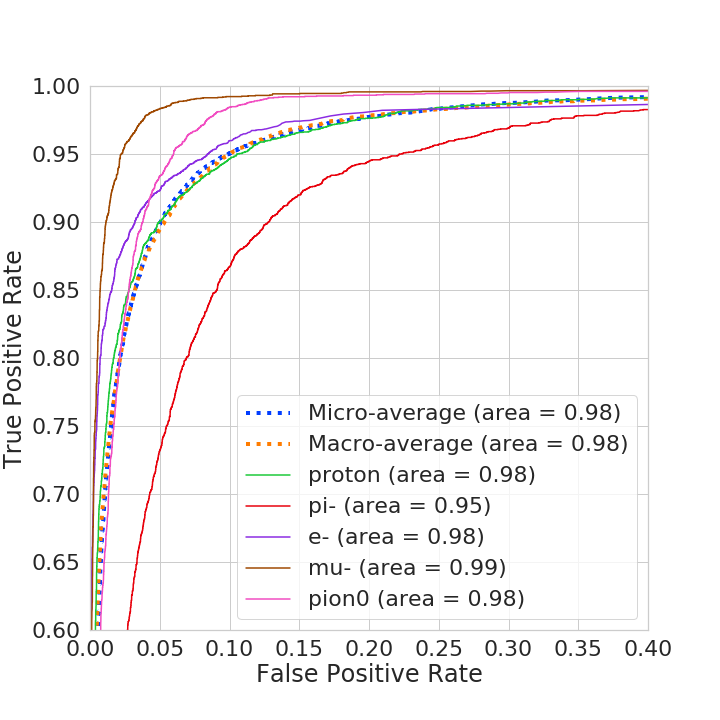 1.00
0.95
0.90
0.85
0.80
0.75
0.70
0.65
0.60
True Positive Rate
Micro-average (area = 0.98)
Macro-average (area = 0.98)
proton (area = 0.98)
pi- (area = 0.95)
e- (area = 0.98)
mu- (area = 0.99)
pion0 (area = 0.98)
0.00 0.05 0.10 0.15 0.20 0.25 0.30 0.35 0.40
False Positive Rate